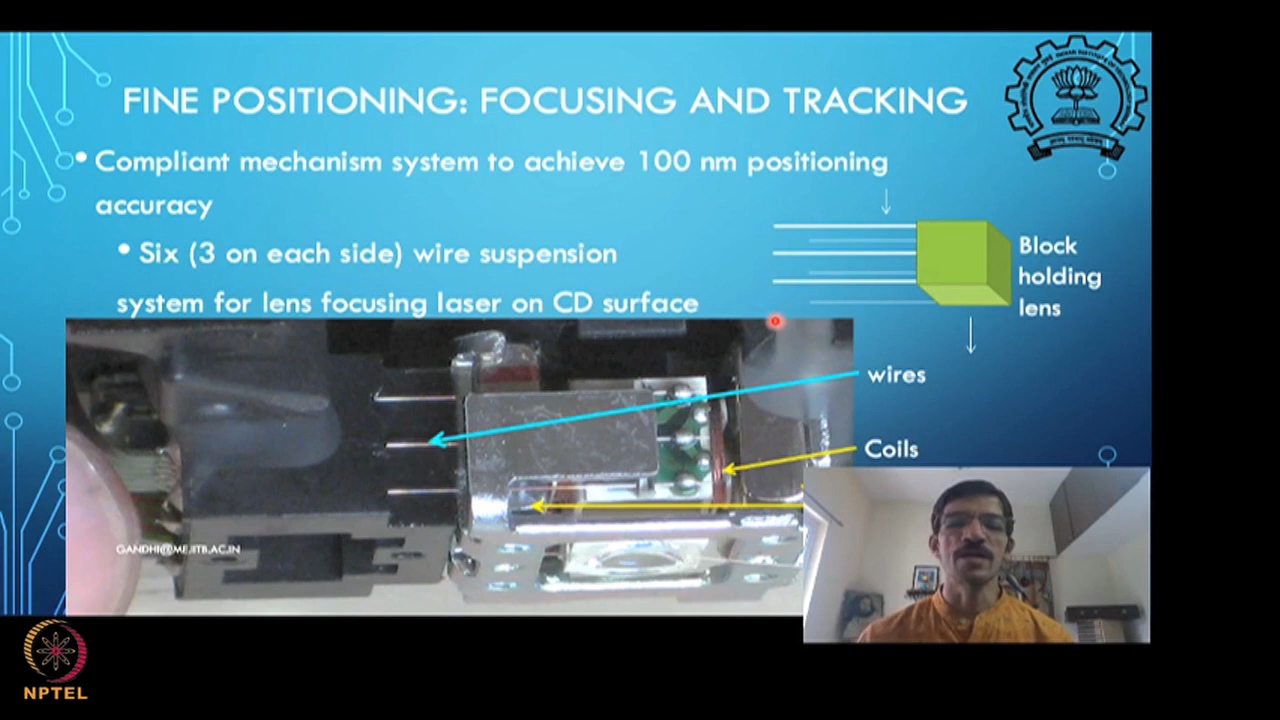 FINE POSITIONING: FOCUSING AND TRACKING
• Compliant mechanism system to achieve 100 nm positioning
accuracy
• Six (3 on each side) wire suspension
system for lens focusing laser on CD surface
Block
holding
lens
wires
Coils
GANDHI@ME.IITB.AC.IN
NPTEL